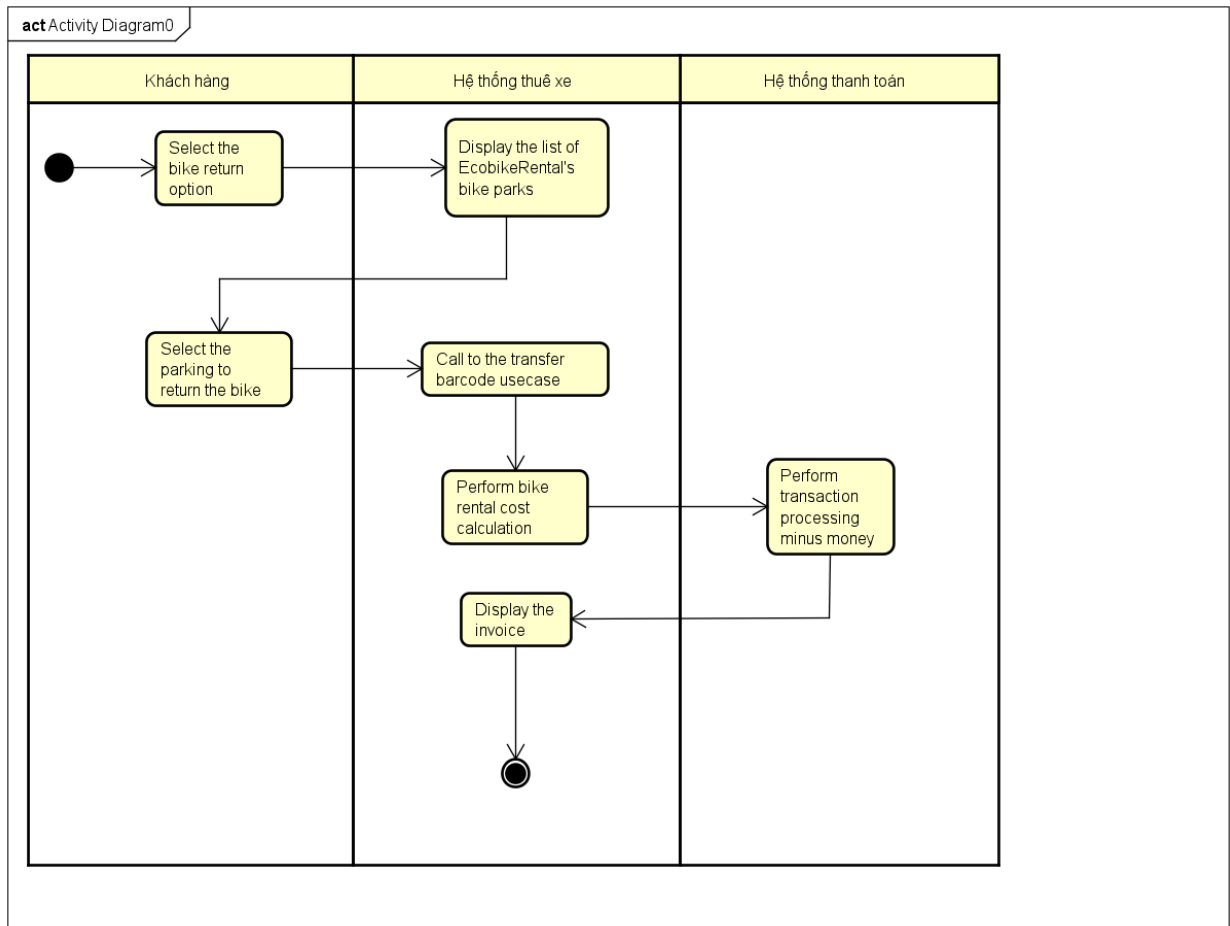 act Activity Diagram0
Khách hàng
Hệ thống thuê xe
Hệ thống thanh toán
Select the
bike return
option
Display the list of
EcobikeRental's
bike parks
Select the
parking to
return the bike
Call to the transfer
barcode usecase
Perform bike
rental cost
calculation
Perform
transaction
processing
minus money
Display the
invoice